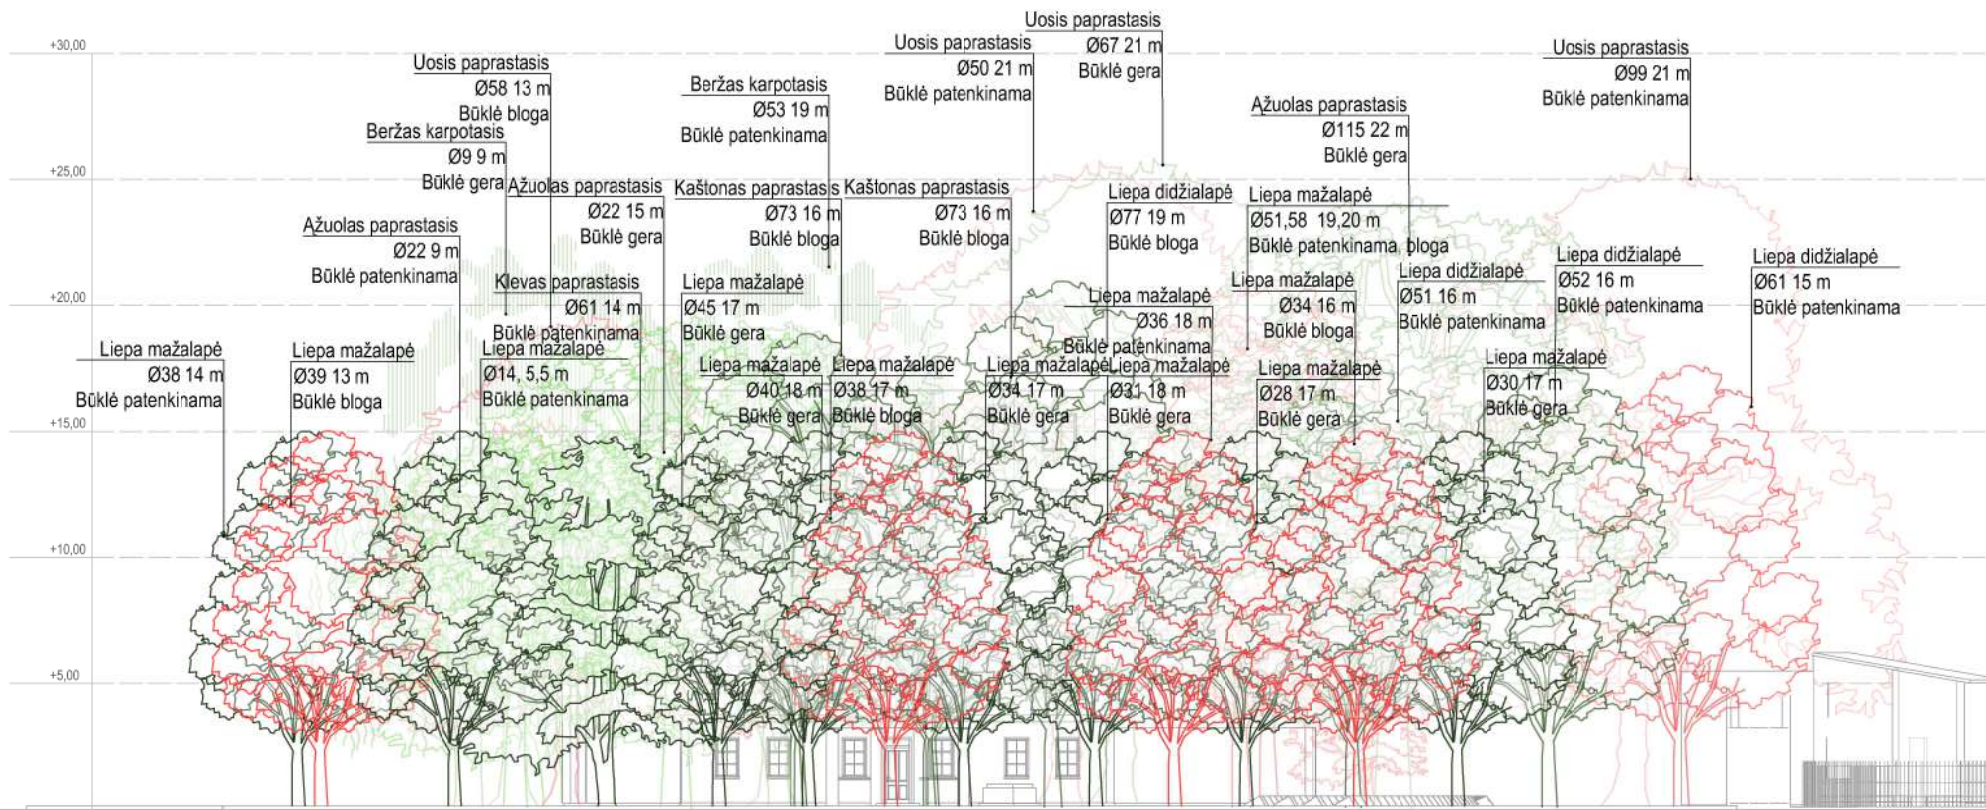 +30,00
+25,00
+20,00
+15,00
+10,00
+5,00
Uosis paprastasis
Ø58 13 m
Būklė bloga
Beržas karpotasis
Ø9 9 m
Būklė gera
Ąžuolas paprastasis
Ø22 9 m
Būklė patenkinama
Liepa mažalapė
Ø38 14 m
Būklė patenkinama
Liepa mažalapė
Ø39 13 m
Būklė bloga
Liepa mažalapė
Ø14, 5,5 m
Būklė patenkinama
Klevas paprastasis
Ø61 14 m
Būklė patenkinama
Ąžuolas paprastasis
Ø22 15 m
Būklė gera
Beržas karpotasis
Ø53 19 m
Būklė patenkinama
Kaštonas paprastasis
Ø73 16 m
Būklė bloga
Kaštonas paprastasis
Ø73 16 m
Būklė bloga
Liepa mažalapė
Ø45 17 m
Būklė gera
Liepa mažalapė
Ø40 18 m
Būklė gera
Liepa mažalapė
Ø38 17 m
Būklė bloga
Uosis paprastasis
Ø50 21 m
Būklė patenkinama
Uosis paprastasis
Ø67 21 m
Būklė gera
Liepa didžialapė
Ø77 19 m
Būklė bloga
Liepa mažalapė
Ø51,58 19,20 m
Būklė patenkinama, bloga
Ąžuolas paprastasis
Ø115 22 m
Būklė gera
Uosis paprastasis
Ø99 21 m
Būklė patenkinama
Liepa mažalapė
Ø36 18 m
Būklė patenkinama
Liepa mažalapė
Ø34 16 m
Būklė bloga
Liepa didžialapė
Ø51 16 m
Būklė patenkinama
Liepa didžialapė
Ø52 16 m
Būklė patenkinama
Liepa didžialapė
Ø61 15 m
Būklė patenkinama
Liepa mažalapė
Ø34 17 m
Būklė gera
Liepa mažalapė
Ø31 18 m
Būklė gera
Liepa mažalapė
Ø28 17 m
Būklė gera
Liepa mažalapė
Ø30 17 m
Būklė gera